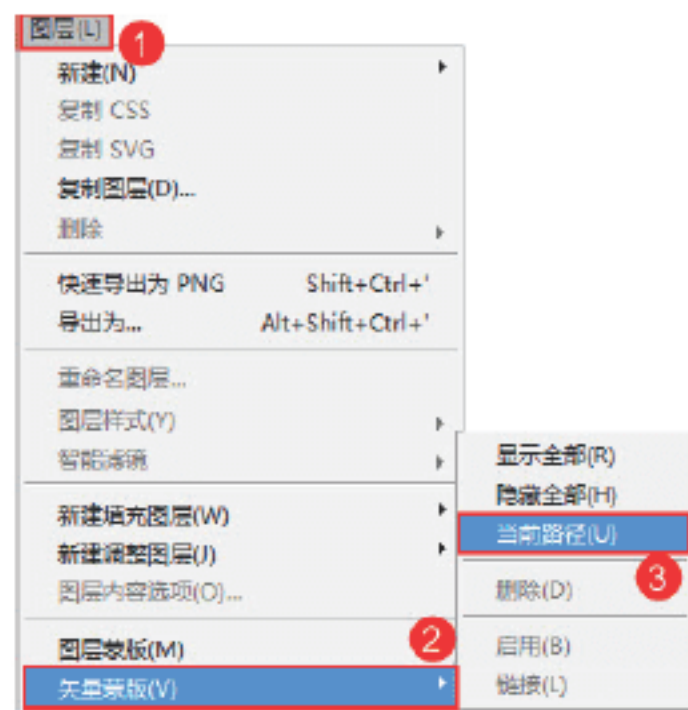 图层(L)
1
新建(N)
复制 CSS
复制 SVG
复制图层(D)...
删除
快速导出为 PNG Shift+Ctrl+'
导出为... Alt+Shift+Ctrl+'
重命名图层...
图层样式(Y)
智能滤镜
新建填充图层(W)
新建调整图层(J)
图层内容选项(O)...
图层蒙版(M)
2
矢量蒙版(V)
显示全部(R)
隐藏全部(H)
当前路径(U)
3
删除(D)
启用(B)
链接(L)